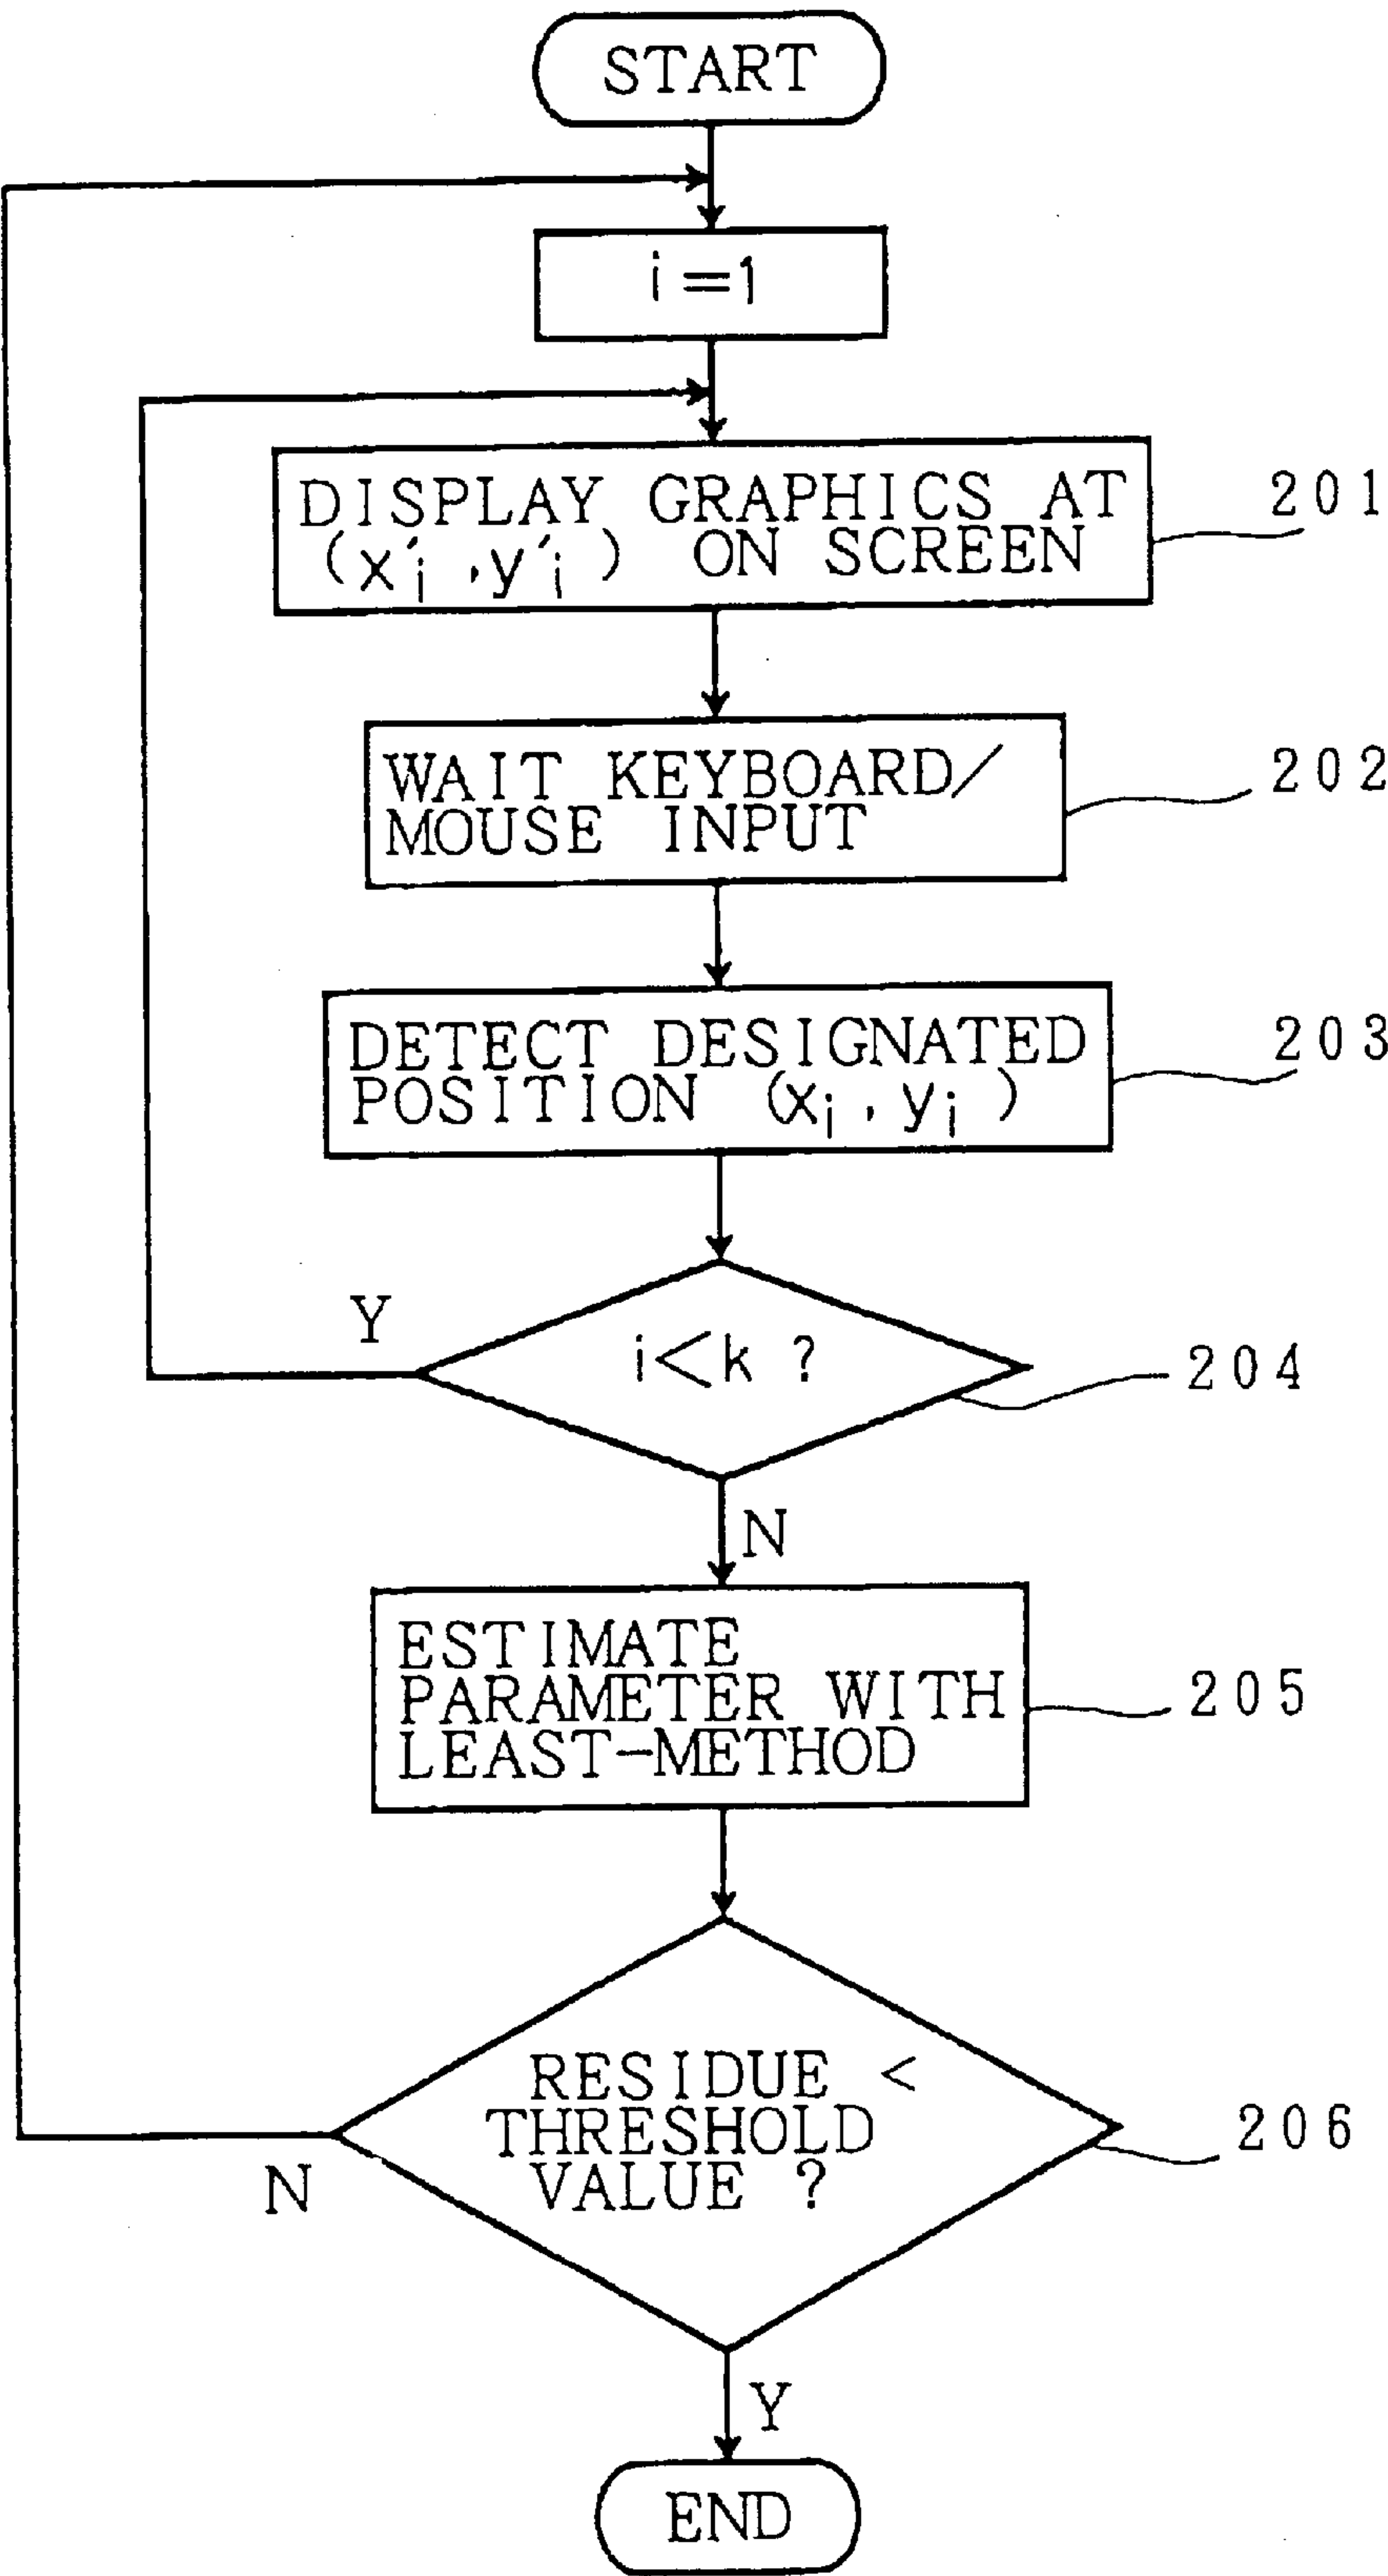 START
i=1
DISPLAY GRAPHICS AT
(x′i ,y′i ) ON SCREEN
201
WAIT KEYBOARD/
MOUSE INPUT
202
DETECT DESIGNATED
POSITION (xi , yi )
203
Y
i<k ?
204
N
ESTIMATE
PARAMETER WITH
LEAST-METHOD
205
RESIDUE <
THRESHOLD
VALUE ?
206
N
Y
END